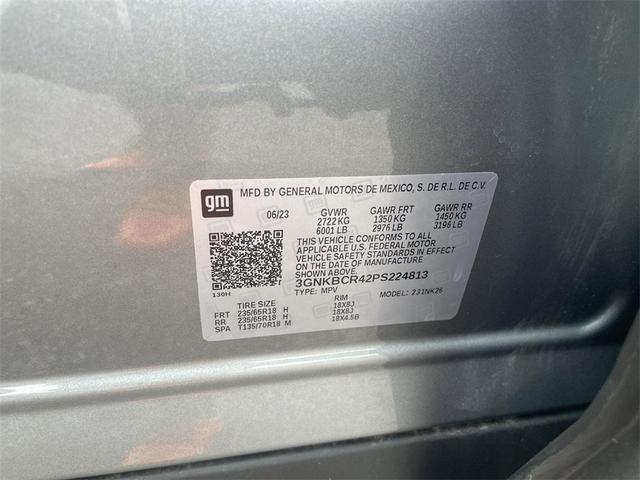 gm
MFD BY GENERAL MOTORS DE MEXICO, S. DE R.L. DE C.V.
06/23 GVWR GAWR FRT GAWR RR
2722 KG 1350 KG 1450 KG
6001 LB 2976 LB 3196 LB
THIS VEHICLE CONFORMS TO ALL
APPLICABLE U.S. FEDERAL MOTOR
VEHICLE SAFETY STANDARDS IN EFFECT
ON THE DATE OF MANUFACTURE
SHOWN ABOVE.
3GNKBCR42PS224813
130H TYPE: MPV MODEL: 231NK26
TIRE SIZE RIM
FRT 235/65R18 H 18X8J
RR 235/65R18 H 18X8J
SPA T135/70R18 M 18X4.5B